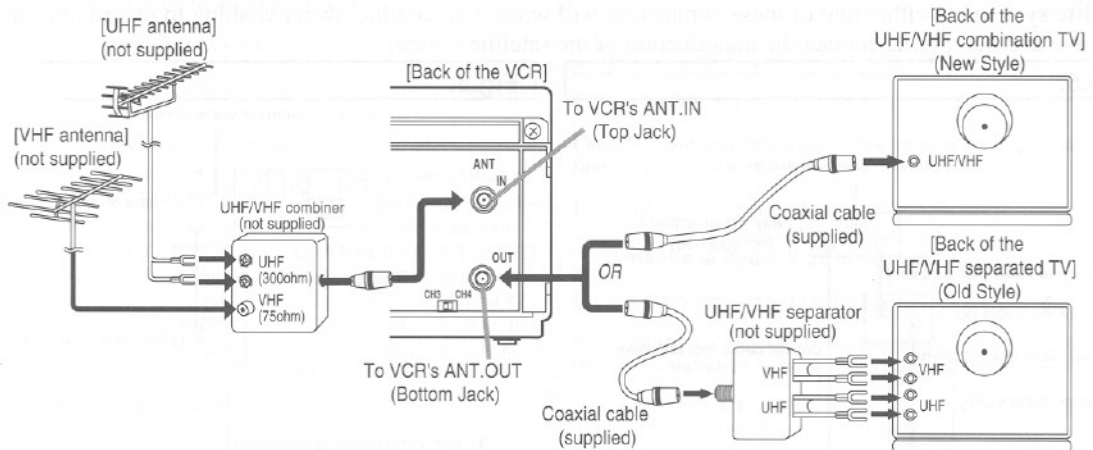 [UHF antenna]
(not supplied)
[VHF antenna]
(not supplied)
UHF/VHF combiner
(not supplied)
UHF
(300ohm)
VHF
(75ohm)
[Back of the VCR]
ANT
IN
OUT
CH3 CH4
To VCR's ANT.IN
(Top Jack)
To VCR's ANT.OUT
(Bottom Jack)
OR
Coaxial cable
(supplied)
[Back of the
UHF/VHF combination TV]
(New Style)
UHF/VHF
Coaxial cable
(supplied)
UHF/VHF separator
(not supplied)
VHF
UHF
[Back of the
UHF/VHF separated TV]
(Old Style)
VHF
UHF